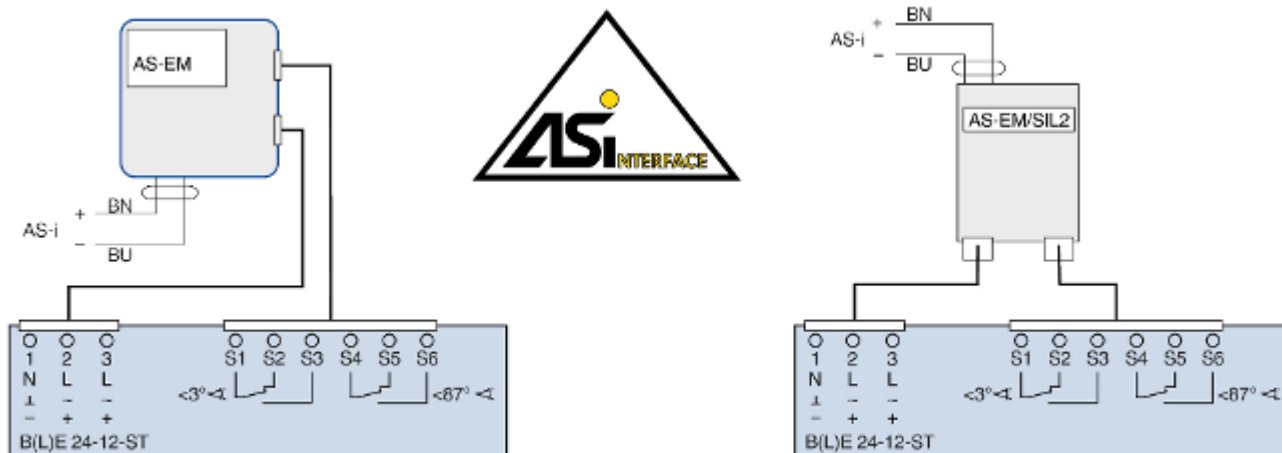 AS-EM
AS-i
+ BN
− BU
1 2 3 S1 S2 S3 S4 S5 S6
N L L
⊥ ~ ~
− + +
<3°∢ <87° ∢
B(L)E 24-12-ST
ASi NTERFACE
AS-i
+ BN
− BU
AS-EM/SIL2
1 2 3 S1 S2 S3 S4 S5 S6
N L L
⊥ ~ ~
− + +
<3°∢ <87° ∢
B(L)E 24-12-ST